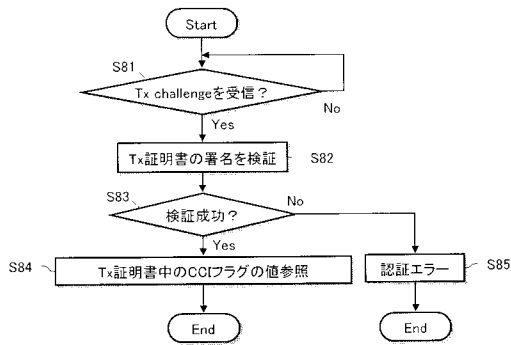 Start
S81
Tx challengeを受信？
No
Yes
Tx証明書の署名を検証
S82
S83
検証成功？
No
Yes
S84
Tx証明書中のCCIフラグの値参照
認証エラー
S85
End
End